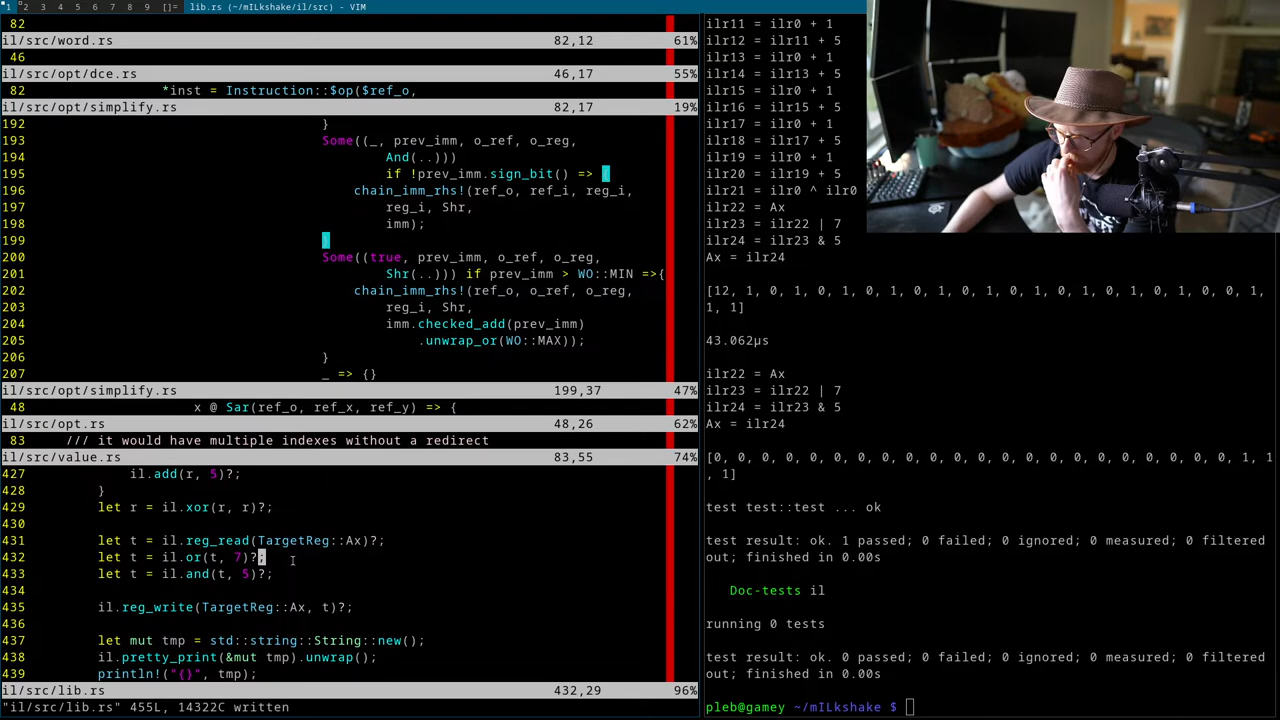 1 2 3 4 5 6 7 8 9 []= lib.rs (~/mILkshake/il/src) - VIM
82
il/src/word.rs 82,12 61%
46
il/src/opt/dce.rs 46,17 55%
82 *inst = Instruction::$op($ref_o,
il/src/opt/simplify.rs 82,17 19%
192 }
193 Some((_, prev_imm, o_ref, o_reg,
194 And(..)))
195 if !prev_imm.sign_bit() => {
196 chain_imm_rhs!(ref_o, ref_i, reg_i,
197 reg_i, Shr,
198 imm);
199 }
200 Some((true, prev_imm, o_ref, o_reg,
201 Shr(..))) if prev_imm > WO::MIN =>{
202 chain_imm_rhs!(ref_o, o_ref, o_reg,
203 reg_i, Shr,
204 imm.checked_add(prev_imm)
205 .unwrap_or(WO::MAX));
206 }
207 _ => {}
il/src/opt/simplify.rs 199,37 47%
48 x @ Sar(ref_o, ref_x, ref_y) => {
il/src/opt.rs 48,26 62%
83 /// it would have multiple indexes without a redirect
il/src/value.rs 83,55 74%
427 il.add(r, 5)?;
428 }
429 let r = il.xor(r, r)?;
430
431 let t = il.reg_read(TargetReg::Ax)?;
432 let t = il.or(t, 7)?;
433 let t = il.and(t, 5)?;
434
435 il.reg_write(TargetReg::Ax, t)?;
436
437 let mut tmp = std::string::String::new();
438 il.pretty_print(&mut tmp).unwrap();
439 println!("{}", tmp);
il/src/lib.rs 432,29 96%
"il/src/lib.rs" 455L, 14322C written
ilr11 = ilr0 + 1
ilr12 = ilr11 + 5
ilr13 = ilr0 + 1
ilr14 = ilr13 + 5
ilr15 = ilr0 + 1
ilr16 = ilr15 + 5
ilr17 = ilr0 + 1
ilr18 = ilr17 + 5
ilr19 = ilr0 + 1
ilr20 = ilr19 + 5
ilr21 = ilr0 ^ ilr0
ilr22 = Ax
ilr23 = ilr22 | 7
ilr24 = ilr23 & 5
Ax = ilr24
[12, 1, 0, 1, 0, 1, 0, 1, 0, 1, 0, 1, 0, 1, 0, 1, 0, 1, 0, 1, 0, 0, 1,
1, 1]
43.062µs
ilr22 = Ax
ilr23 = ilr22 | 7
ilr24 = ilr23 & 5
Ax = ilr24
[0, 0, 0, 0, 0, 0, 0, 0, 0, 0, 0, 0, 0, 0, 0, 0, 0, 0, 0, 0, 0, 0, 1, 1
, 1]
test test::test ... ok
test result: ok. 1 passed; 0 failed; 0 ignored; 0 measured; 0 filtered
out; finished in 0.00s
Doc-tests il
running 0 tests
test result: ok. 0 passed; 0 failed; 0 ignored; 0 measured; 0 filtered
out; finished in 0.00s
pleb@gamey ~/mILkshake $